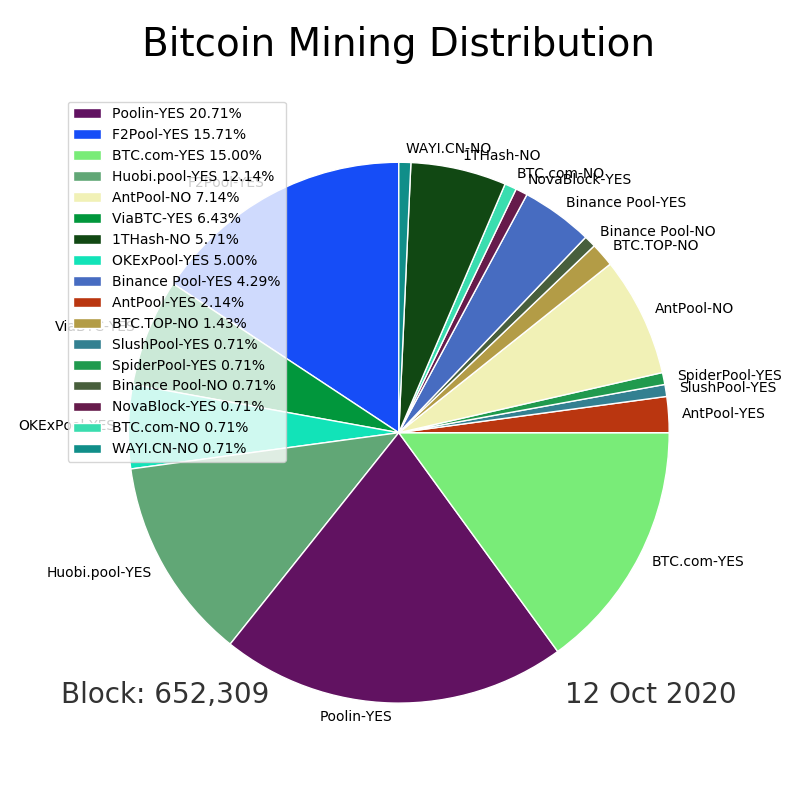 Bitcoin Mining Distribution
Poolin-YES 20.71%
F2Pool-YES 15.71%
BTC.com-YES 15.00%
Huobi.pool-YES 12.14%
AntPool-NO 7.14%
ViaBTC-YES 6.43%
1THash-NO 5.71%
OKExPool-YES 5.00%
Binance Pool-YES 4.29%
AntPool-YES 2.14%
BTC.TOP-NO 1.43%
SlushPool-YES 0.71%
SpiderPool-YES 0.71%
Binance Pool-NO 0.71%
NovaBlock-YES 0.71%
BTC.com-NO 0.71%
WAYI.CN-NO 0.71%
WAYI.CN-NO
1THash-NO
BTC.com-NO
NovaBlock-YES
Binance Pool-YES
Binance Pool-NO
BTC.TOP-NO
AntPool-NO
SpiderPool-YES
SlushPool-YES
AntPool-YES
BTC.com-YES
Poolin-YES
Huobi.pool-YES
OKExPool-YES
ViaBTC-YES
F2Pool-YES
Block: 652,309
12 Oct 2020